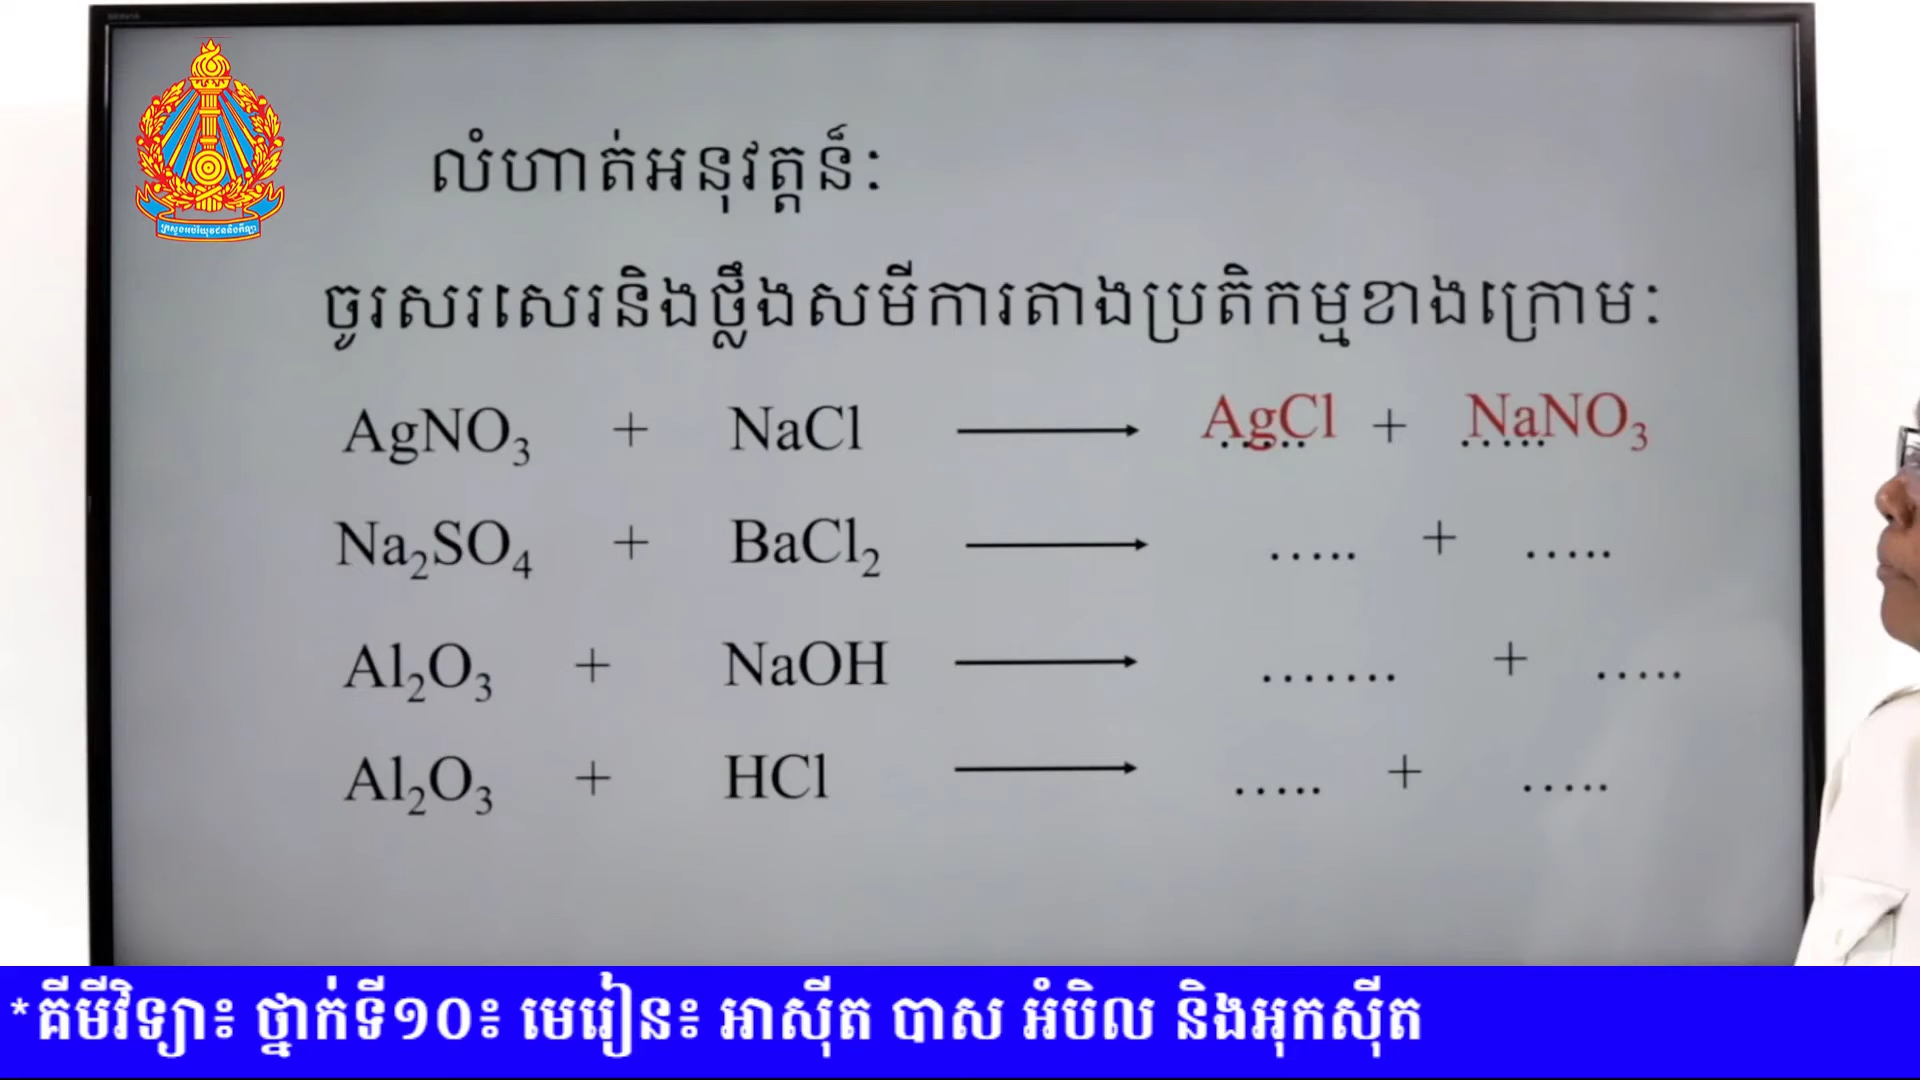 លំហាត់អនុវត្តន៍ៈ
ចូរសរសេរនិងថ្លឹងសមីការតាងប្រតិកម្មខាងក្រោមៈ
AgNO₃ + NaCl ⟶ AgCl + NaNO₃
Na₂SO₄ + BaCl₂ ⟶ ..... + .....
Al₂O₃ + NaOH ⟶ ....... + .....
Al₂O₃ + HCl ⟶ ..... + .....
*គីមីវិទ្យា៖ ថ្នាក់ទី១០៖ មេរៀន៖ អាស៊ីត បាស អំបិល និងអុកស៊ីត